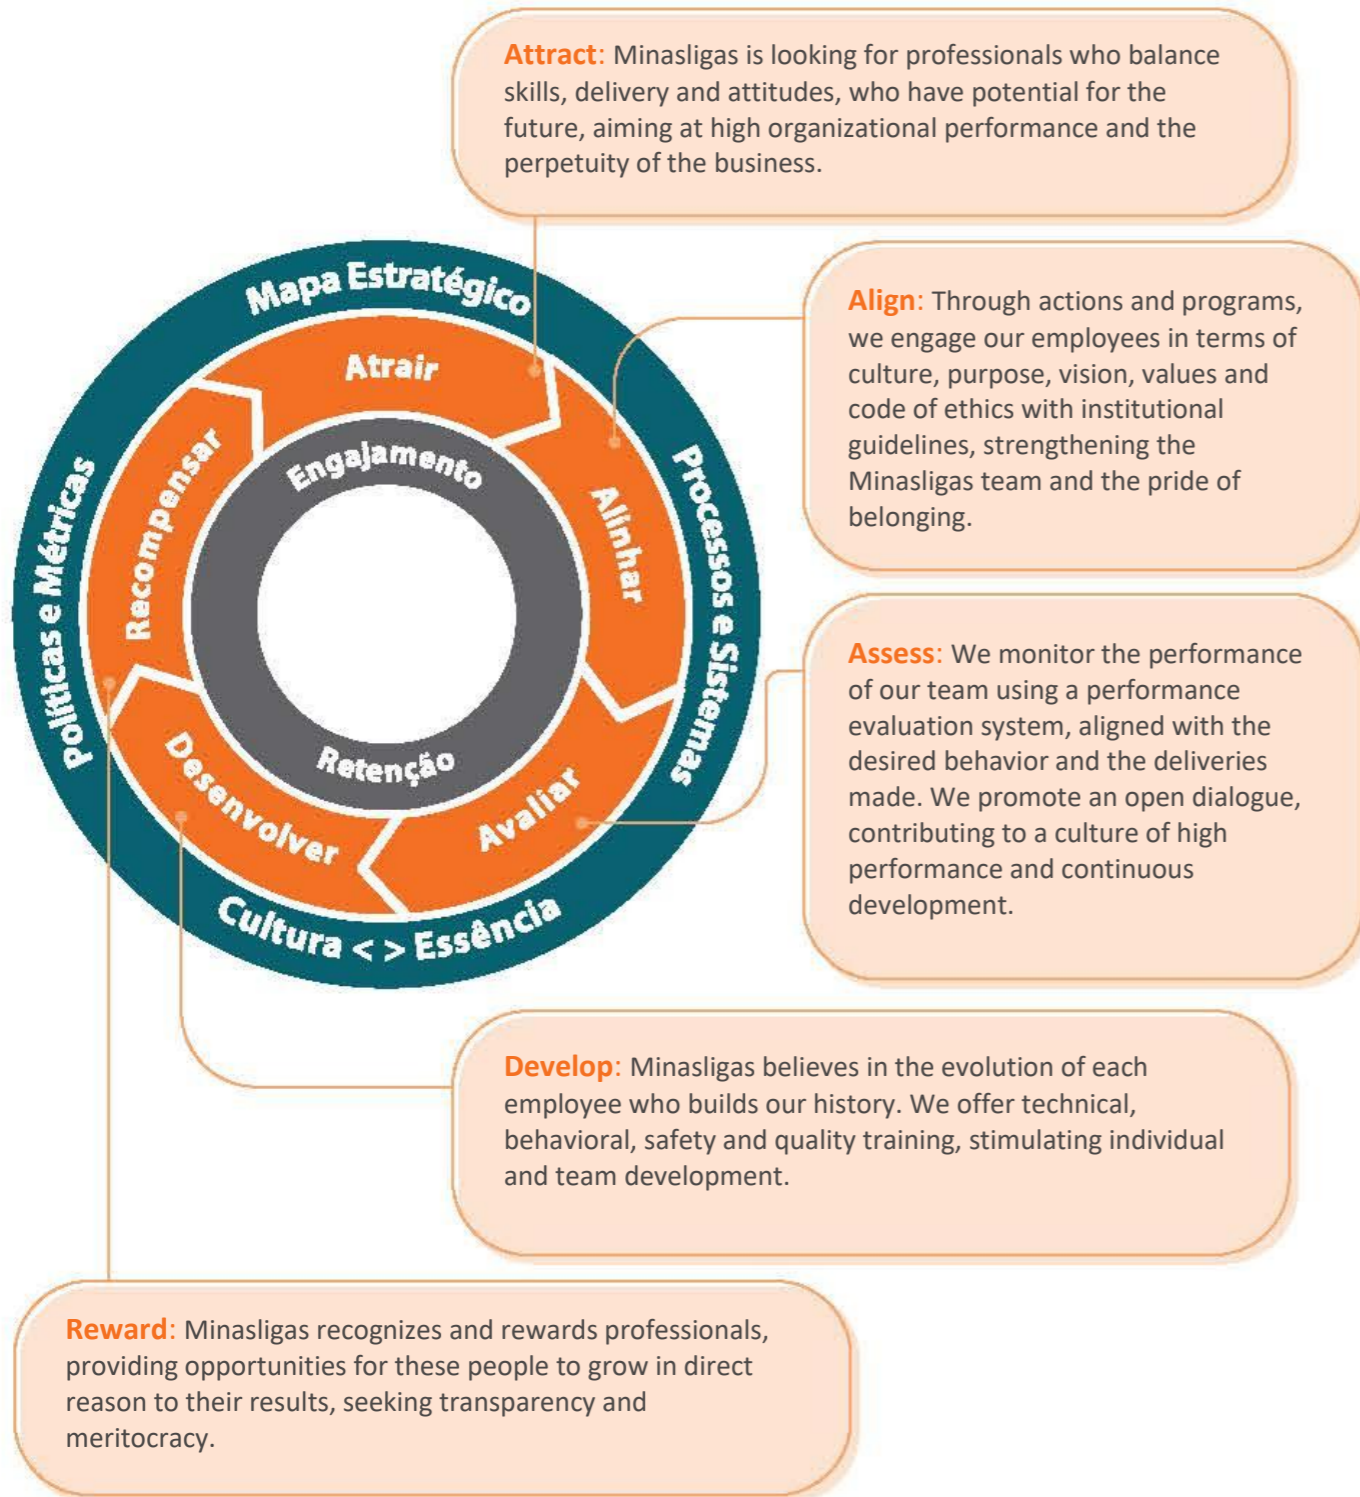 Attract: Minasligas is looking for professionals who balance
skills, delivery and attitudes, who have potential for the
future, aiming at high organizational performance and the
perpetuity of the business.
Mapa Estratégico
Processos e Sistemas
Cultura < > Essência
Políticas e Métricas
Atrair
Alinhar
Avaliar
Desenvolver
Recompensar
Engajamento
Retenção
Align: Through actions and programs,
we engage our employees in terms of
culture, purpose, vision, values and
code of ethics with institutional
guidelines, strengthening the
Minasligas team and the pride of
belonging.
Assess: We monitor the performance
of our team using a performance
evaluation system, aligned with the
desired behavior and the deliveries
made. We promote an open dialogue,
contributing to a culture of high
performance and continuous
development.
Develop: Minasligas believes in the evolution of each
employee who builds our history. We offer technical,
behavioral, safety and quality training, stimulating individual
and team development.
Reward: Minasligas recognizes and rewards professionals,
providing opportunities for these people to grow in direct
reason to their results, seeking transparency and
meritocracy.